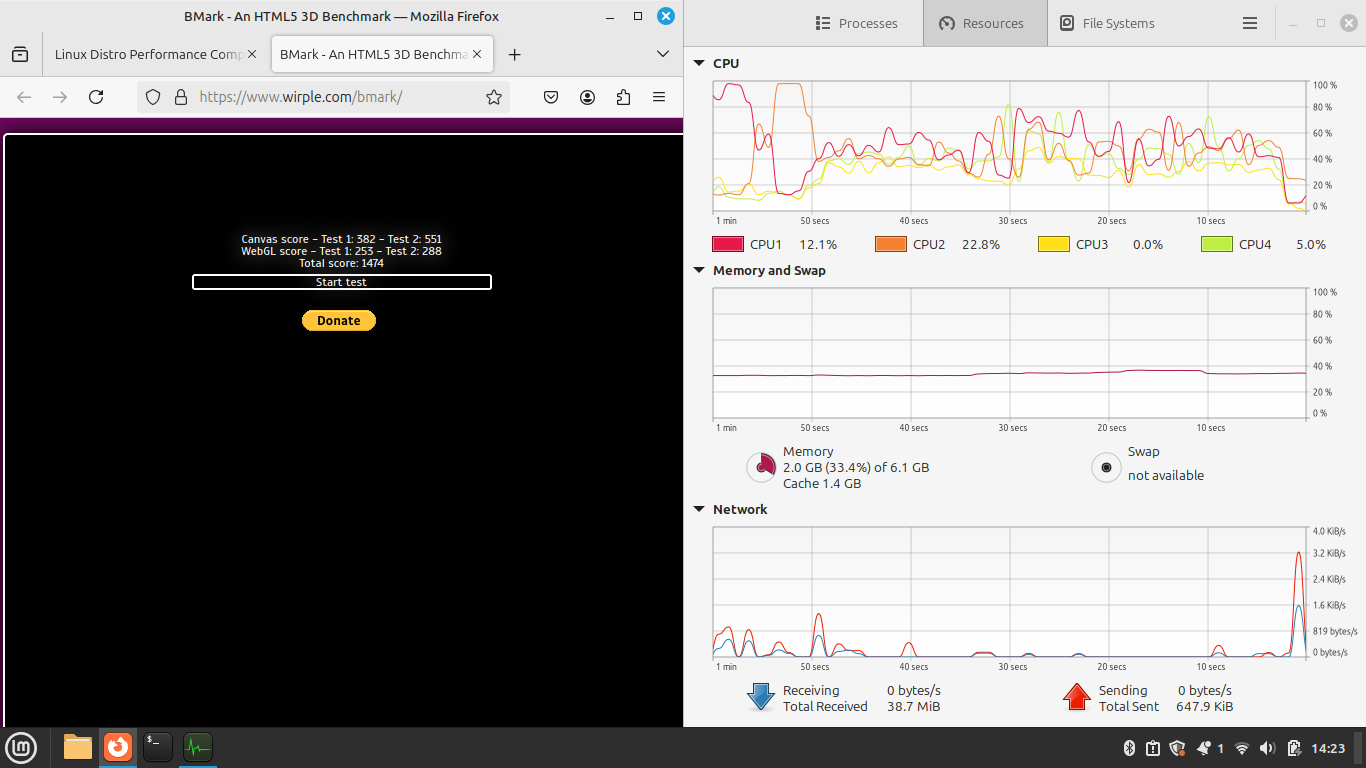 BMark - An HTML5 3D Benchmark — Mozilla Firefox
Linux Distro Performance Comp
BMark - An HTML5 3D Benchma
https://www.wirple.com/bmark/
Canvas score - Test 1: 382 - Test 2: 551
WebGL score - Test 1: 253 - Test 2: 288
Total score: 1474
Start test
Donate
Processes
Resources
File Systems
CPU
100 %
80 %
60 %
40 %
20 %
0 %
1 min 50 secs 40 secs 30 secs 20 secs 10 secs
CPU1 12.1% CPU2 22.8% CPU3 0.0% CPU4 5.0%
Memory and Swap
100 %
80 %
60 %
40 %
20 %
0 %
1 min 50 secs 40 secs 30 secs 20 secs 10 secs
Memory
2.0 GB (33.4%) of 6.1 GB
Cache 1.4 GB
Swap
not available
Network
4.0 KiB/s
3.2 KiB/s
2.4 KiB/s
1.6 KiB/s
819 bytes/s
0 bytes/s
1 min 50 secs 40 secs 30 secs 20 secs 10 secs
Receiving 0 bytes/s
Total Received 38.7 MiB
Sending 0 bytes/s
Total Sent 647.9 KiB
$_
1
14:23